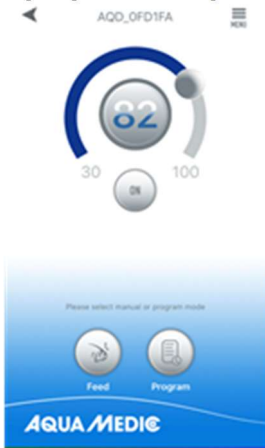 AQD_0FD1FA
MENU
82
30
100
ON
Please select manual or program mode
Feed
Program
AQUA MEDIC